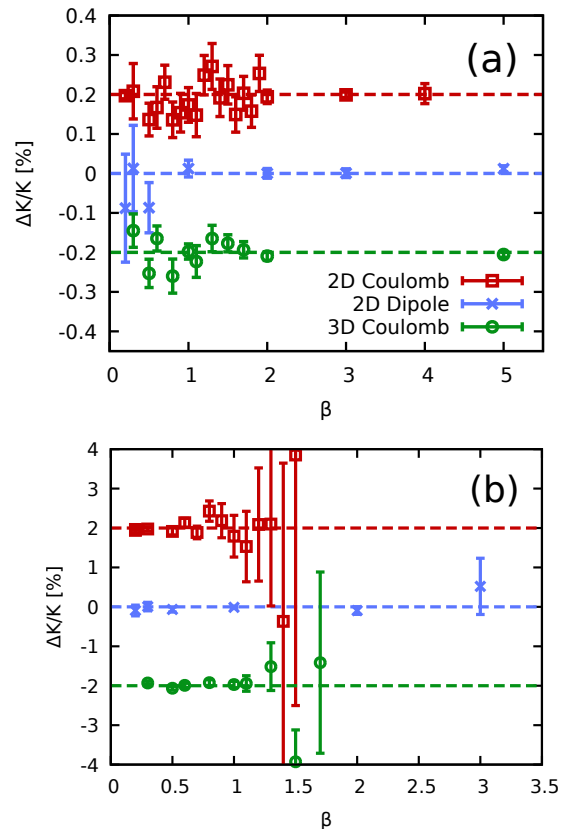 (a)
ΔK/K [%]
0.4
0.3
0.2
0.1
0
-0.1
-0.2
-0.3
-0.4
2D Coulomb
2D Dipole
3D Coulomb
0 1 2 3 4 5
β
(b)
ΔK/K [%]
4
3
2
1
0
-1
-2
-3
-4
0 0.5 1 1.5 2 2.5 3 3.5
β